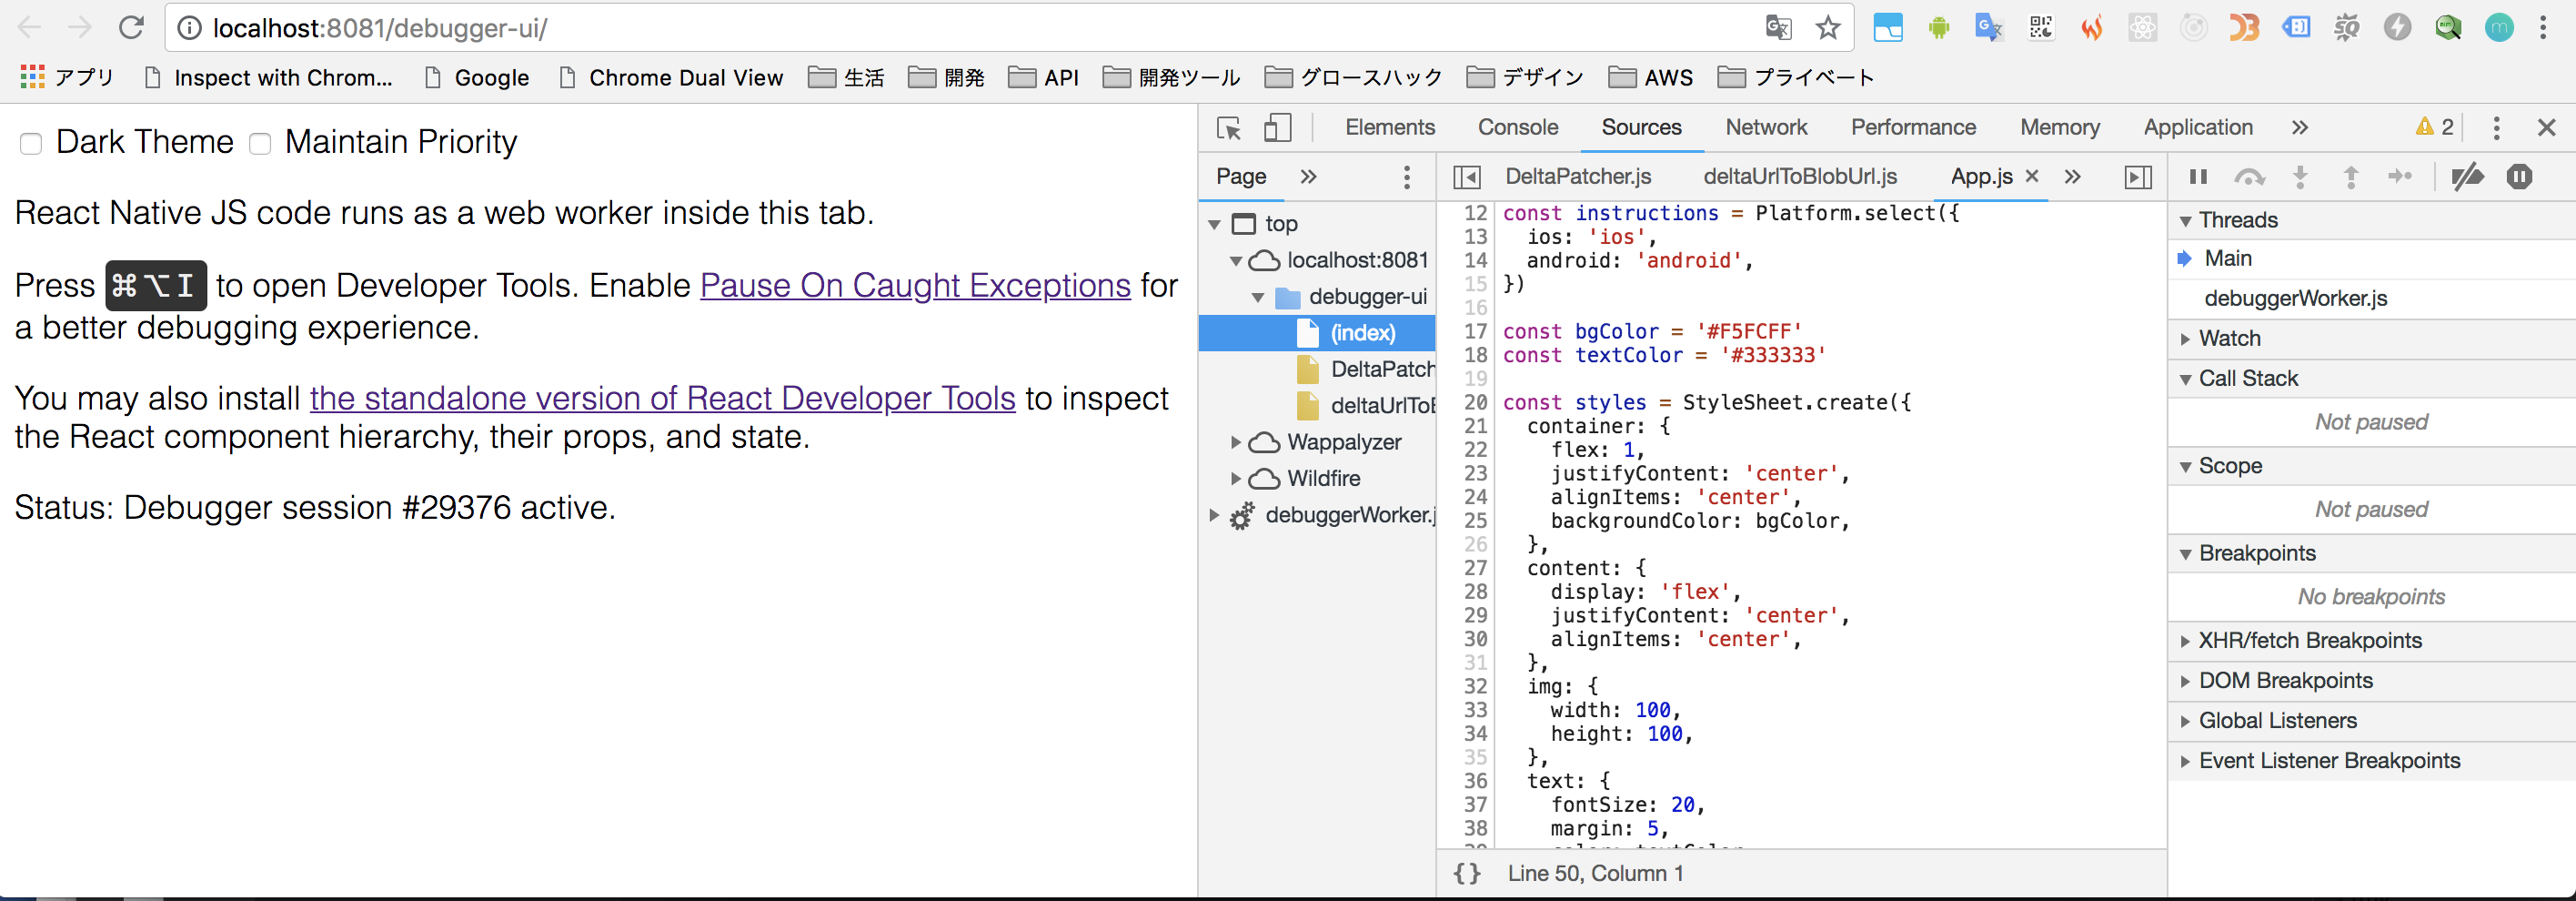 localhost:8081/debugger-ui/
アプリ Inspect with Chrom... Google Chrome Dual View 生活 開発 API 開発ツール グロースハック デザイン AWS プライベート
Dark Theme Maintain Priority
React Native JS code runs as a web worker inside this tab.
Press ⌘⌥I to open Developer Tools. Enable Pause On Caught Exceptions for
a better debugging experience.
You may also install the standalone version of React Developer Tools to inspect
the React component hierarchy, their props, and state.
Status: Debugger session #29376 active.
Elements Console Sources Network Performance Memory Application » 2
Page »
top
localhost:8081
debugger-ui
(index)
DeltaPatch
deltaUrlToB
Wappalyzer
Wildfire
debuggerWorker.j
DeltaPatcher.js deltaUrlToBlobUrl.js App.js × »
12 const instructions = Platform.select({
13 ios: 'ios',
14 android: 'android',
15 })
16
17 const bgColor = '#F5FCFF'
18 const textColor = '#333333'
19
20 const styles = StyleSheet.create({
21 container: {
22 flex: 1,
23 justifyContent: 'center',
24 alignItems: 'center',
25 backgroundColor: bgColor,
26 },
27 content: {
28 display: 'flex',
29 justifyContent: 'center',
30 alignItems: 'center',
31 },
32 img: {
33 width: 100,
34 height: 100,
35 },
36 text: {
37 fontSize: 20,
38 margin: 5,
{} Line 50, Column 1
Threads
Main
debuggerWorker.js
Watch
Call Stack
Not paused
Scope
Not paused
Breakpoints
No breakpoints
XHR/fetch Breakpoints
DOM Breakpoints
Global Listeners
Event Listener Breakpoints